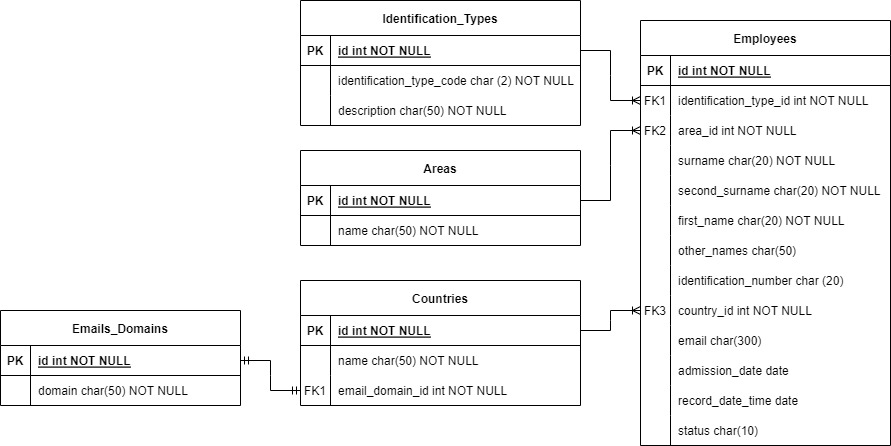 Identification_Types
PK id int NOT NULL
identification_type_code char (2) NOT NULL
description char(50) NOT NULL
Areas
PK id int NOT NULL
name char(50) NOT NULL
Countries
PK id int NOT NULL
name char(50) NOT NULL
FK1 email_domain_id int NOT NULL
Emails_Domains
PK id int NOT NULL
domain char(50) NOT NULL
Employees
PK id int NOT NULL
FK1 identification_type_id int NOT NULL
FK2 area_id int NOT NULL
surname char(20) NOT NULL
second_surname char(20) NOT NULL
first_name char(20) NOT NULL
other_names char(50)
identification_number char (20)
FK3 country_id int NOT NULL
email char(300)
admission_date date
record_date_time date
status char(10)